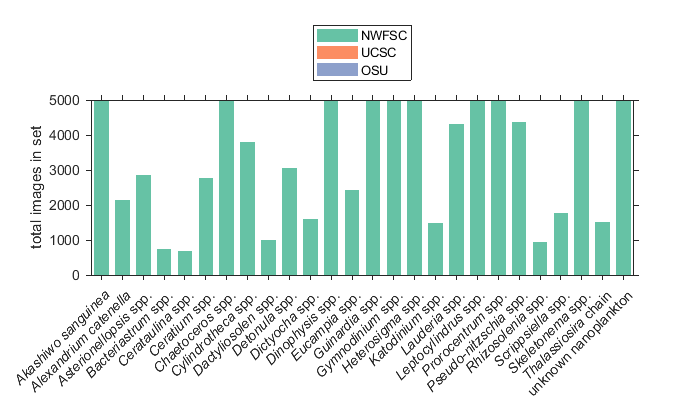 NWFSC
UCSC
OSU
total images in set
5000
4000
3000
2000
1000
0
Akashiwo sanguinea
Alexandrium catenella
Asterionellopsis spp.
Bacteriastrum spp.
Cerataulina spp.
Ceratium spp.
Chaetoceros spp.
Cylindrotheca spp.
Dactyliosolen spp.
Detonula spp.
Dictyocha spp.
Dinophysis spp.
Eucampia spp.
Guinardia spp.
Gymnodinium spp.
Heterosigma spp.
Katodinium spp.
Lauderia spp.
Leptocylindrus spp.
Prorocentrum spp.
Pseudo-nitzschia spp.
Rhizosolenia spp.
Scrippsiella spp.
Skeletonema spp.
Thalassiosira chain
unknown nanoplankton